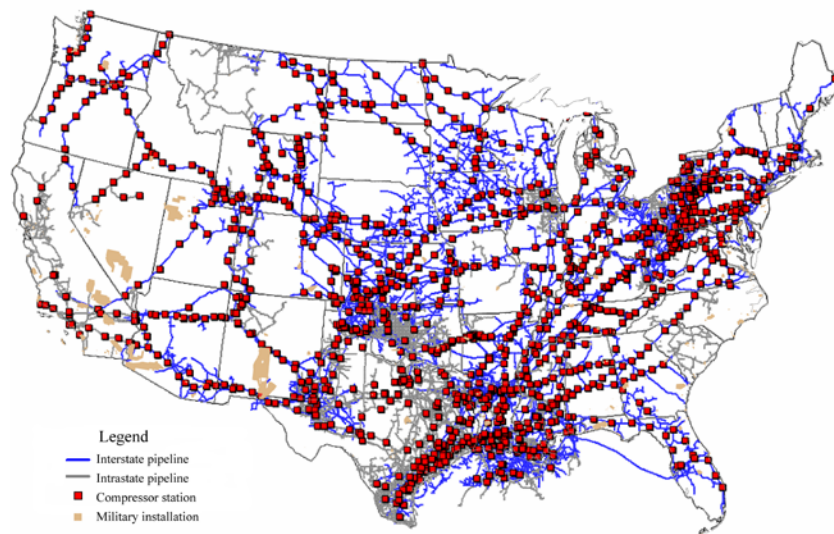 Legend
Interstate pipeline
Intrastate pipeline
Compressor station
Military installation